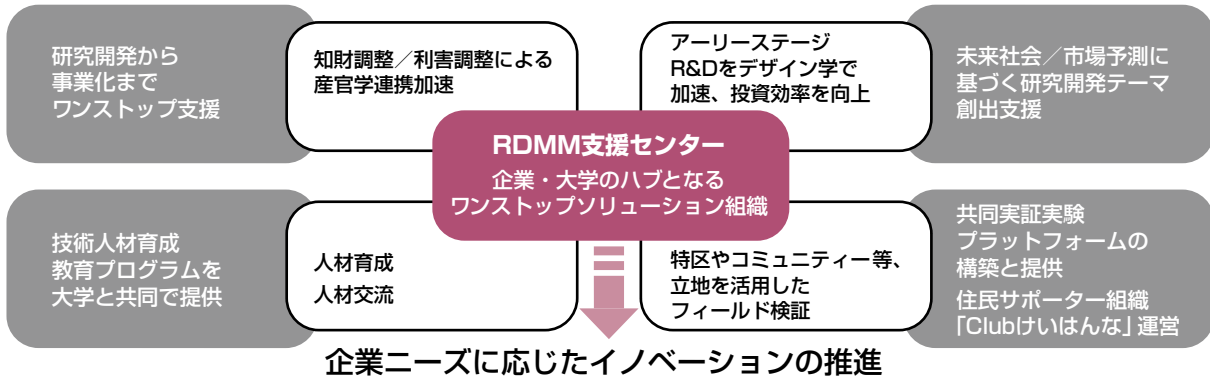 研究開発から
事業化まで
ワンストップ支援
知財調整／利害調整による
産官学連携加速
アーリーステージ
R&Dをデザイン学で
加速、投資効率を向上
未来社会／市場予測に
基づく研究開発テーマ
創出支援
RDMM支援センター
企業・大学のハブとなる
ワンストップソリューション組織
技術人材育成
教育プログラムを
大学と共同で提供
人材育成
人材交流
特区やコミュニティー等、
立地を活用した
フィールド検証
共同実証実験
プラットフォームの
構築と提供
住民サポーター組織
「Clubけいはんな」運営
企業ニーズに応じたイノベーションの推進